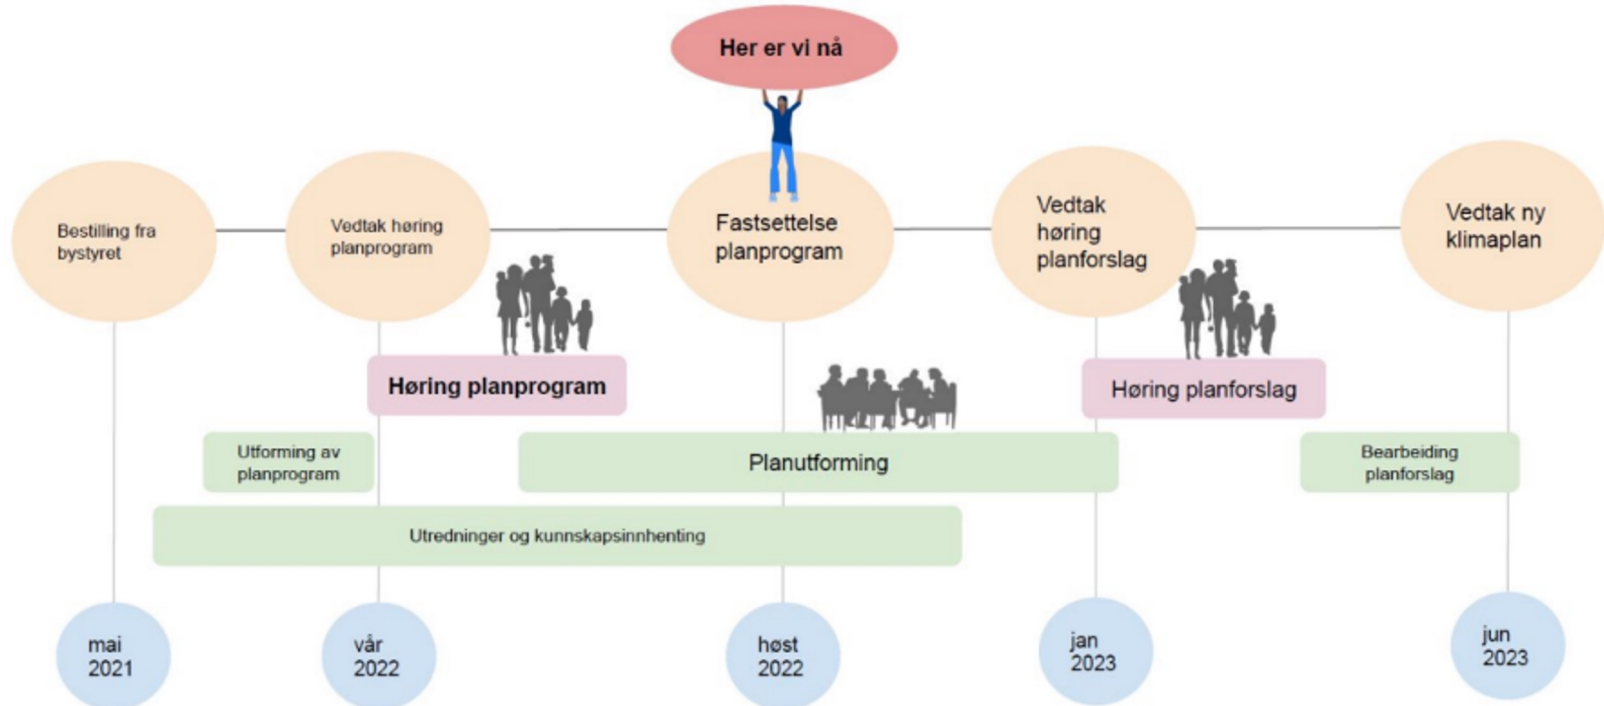 Her er vi nå
Bestilling fra
bystyret
Vedtak høring
planprogram
Fastsettelse
planprogram
Vedtak
høring
planforslag
Vedtak ny
klimaplan
Høring planprogram
Høring planforslag
Utforming av
planprogram
Planutforming
Bearbeiding
planforslag
Utredninger og kunnskapsinnhenting
mai
2021
vår
2022
høst
2022
jan
2023
jun
2023